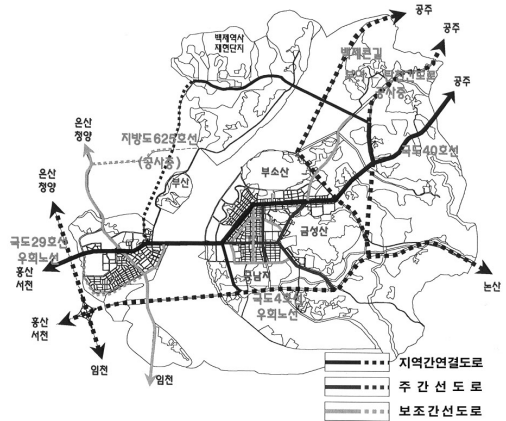 공주
공주
백제역사
재현단지
백제큰길
공사중
공주
은산
청양
지방도625호선
(공사중)
국도40호선
은산
청양
부산
부소산
금성산
국도29호선
우회노선
홍산
서천
궁남지
국도4호선
우회노선
논산
홍산
서천
임천
임천
지역간연결도로
주간선도로
보조간선도로